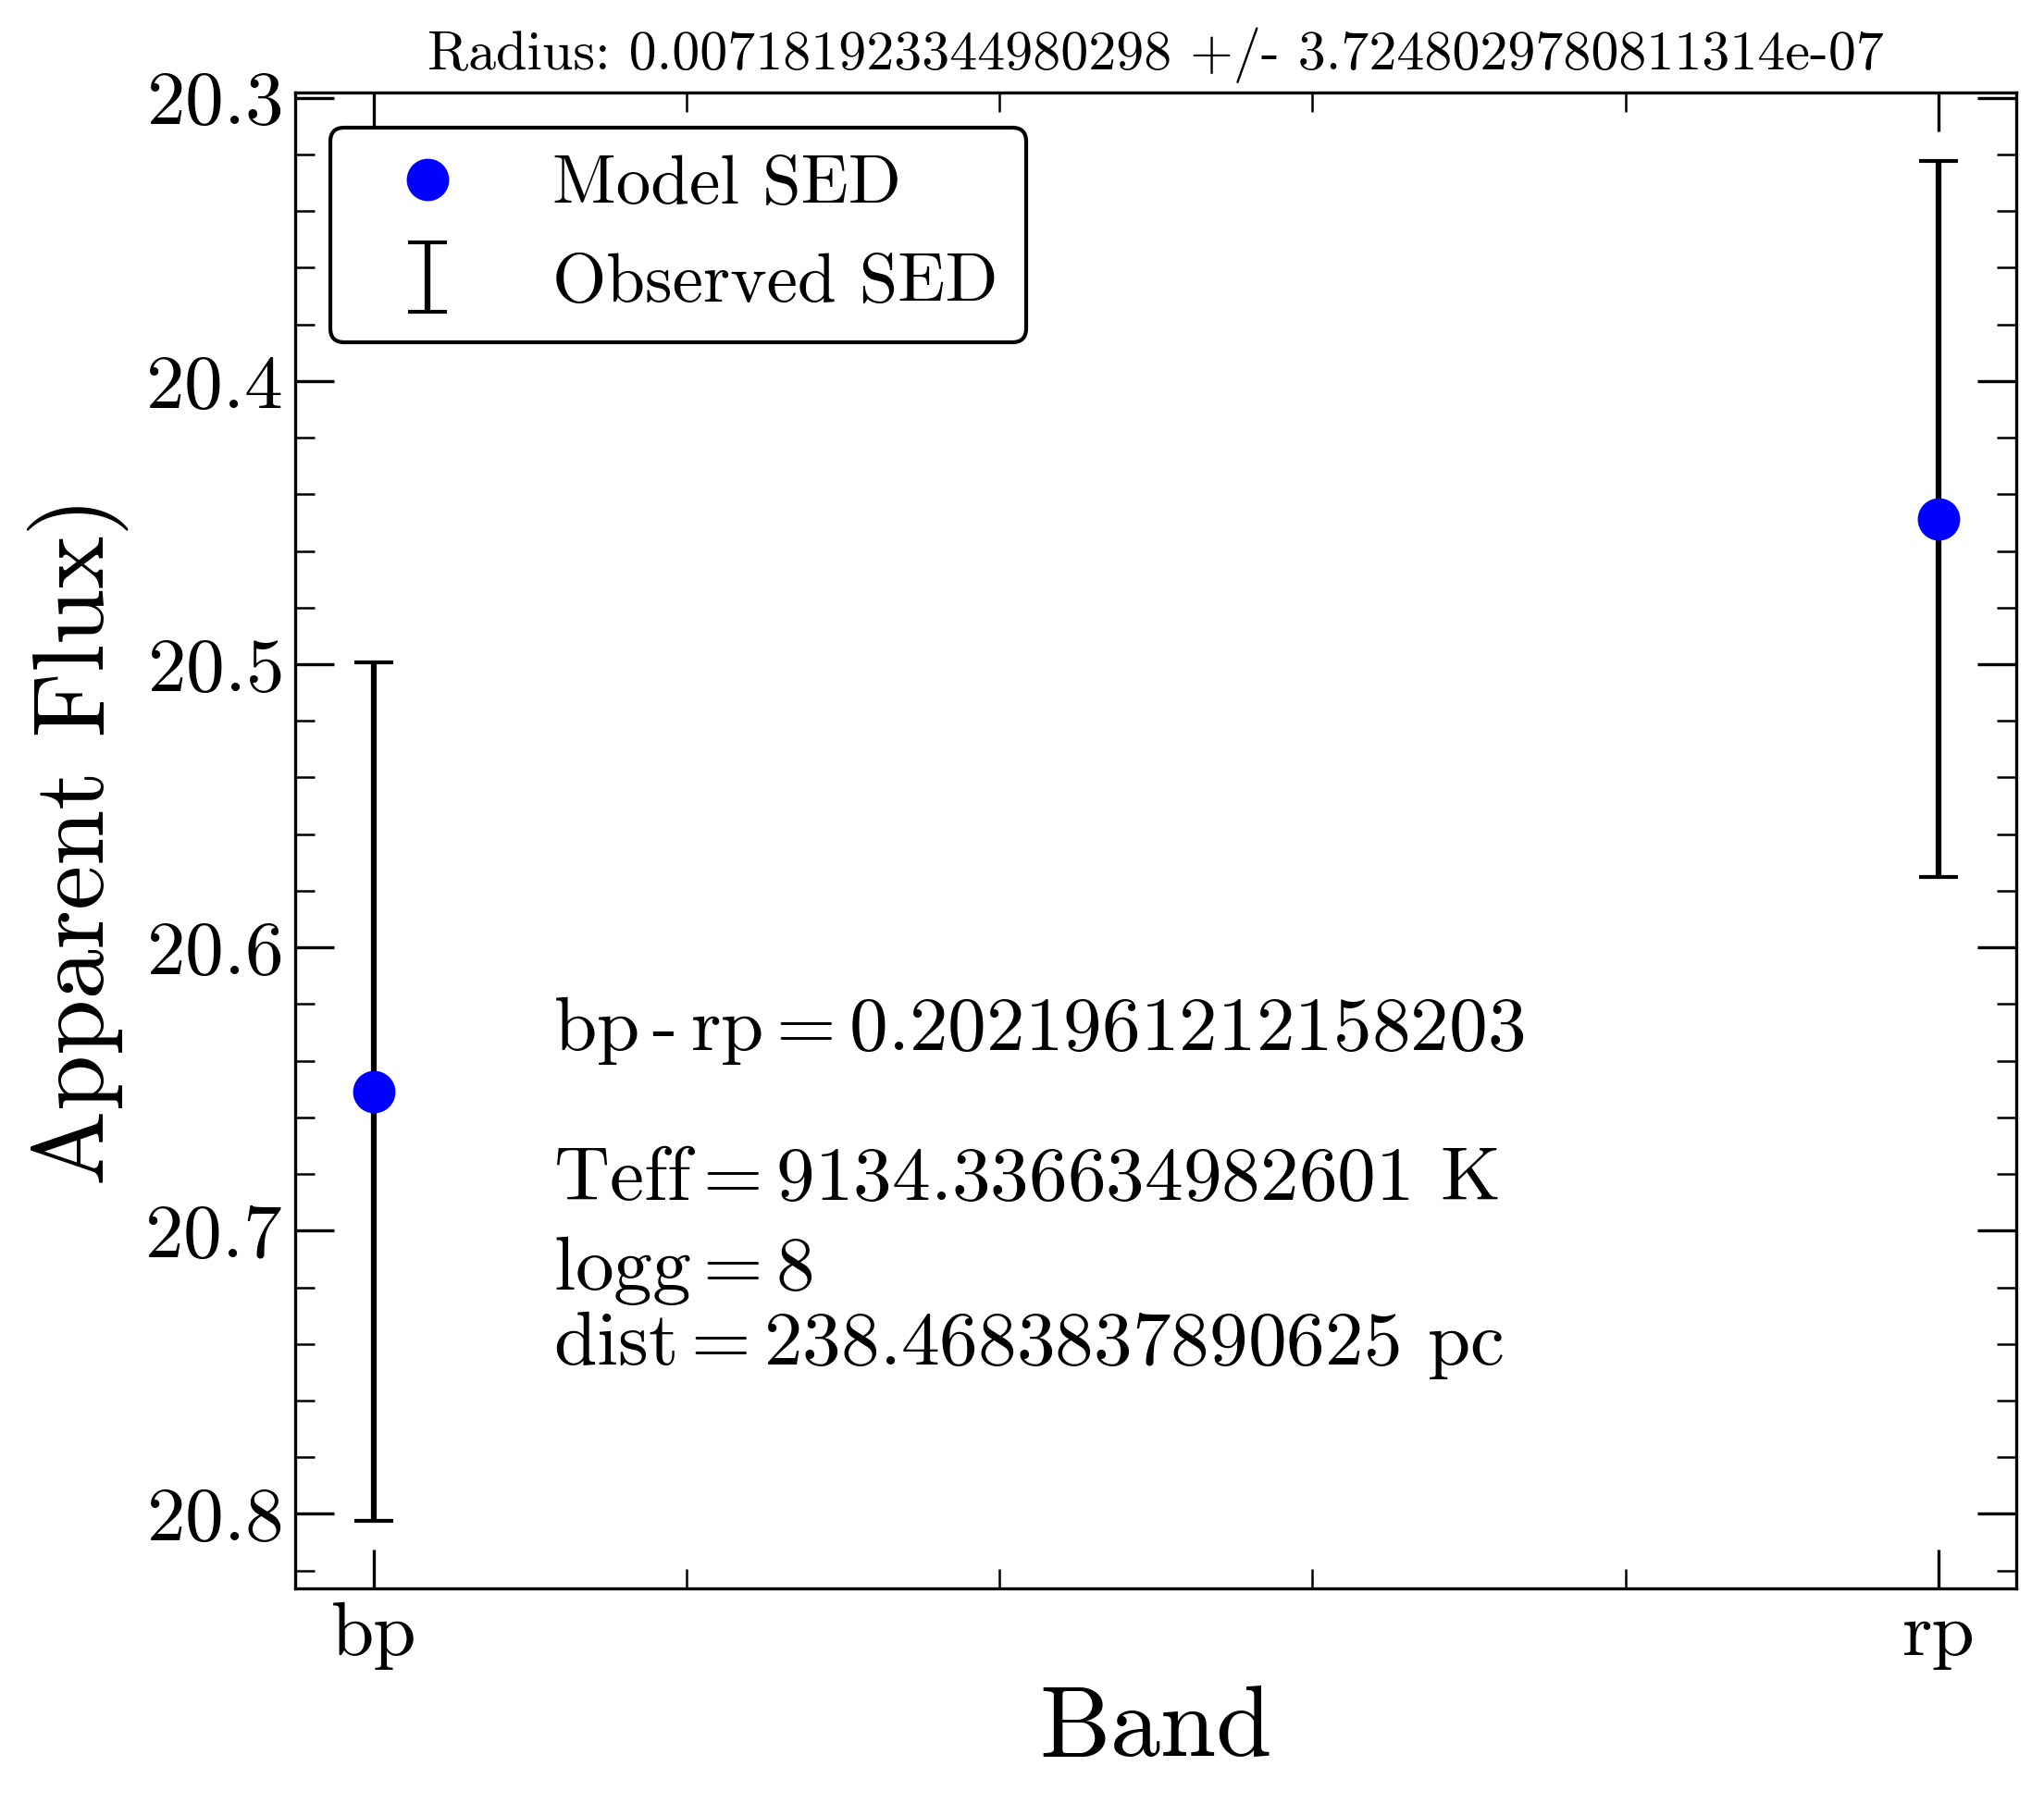 Radius: 0.007181923344980298 +/- 3.7248029780811314e-07
20.3
20.4
20.5
20.6
20.7
20.8
Apparent Flux)
Model SED
Observed SED
bp - rp = 0.2021961212158203
Teff = 9134.336634982601 K
logg = 8
dist = 238.4683837890625 pc
bp
rp
Band